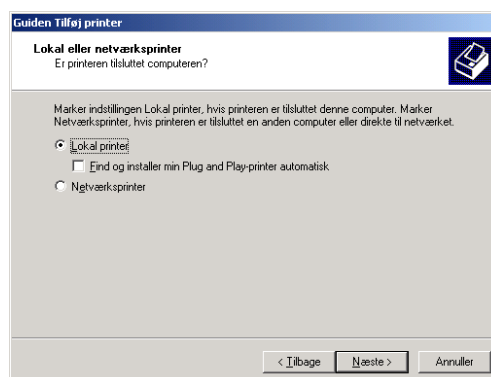 Guiden Tilføj printer
Lokal eller netværksprinter
Er printeren tilsluttet computeren?
Marker indstillingen Lokal printer, hvis printeren er tilsluttet denne computer. Marker
Netværksprinter, hvis printeren er tilsluttet en anden computer eller direkte til netværket.
Lokal printer
Find og installer min Plug and Play-printer automatisk
Netværksprinter
< Tilbage Næste > Annuller